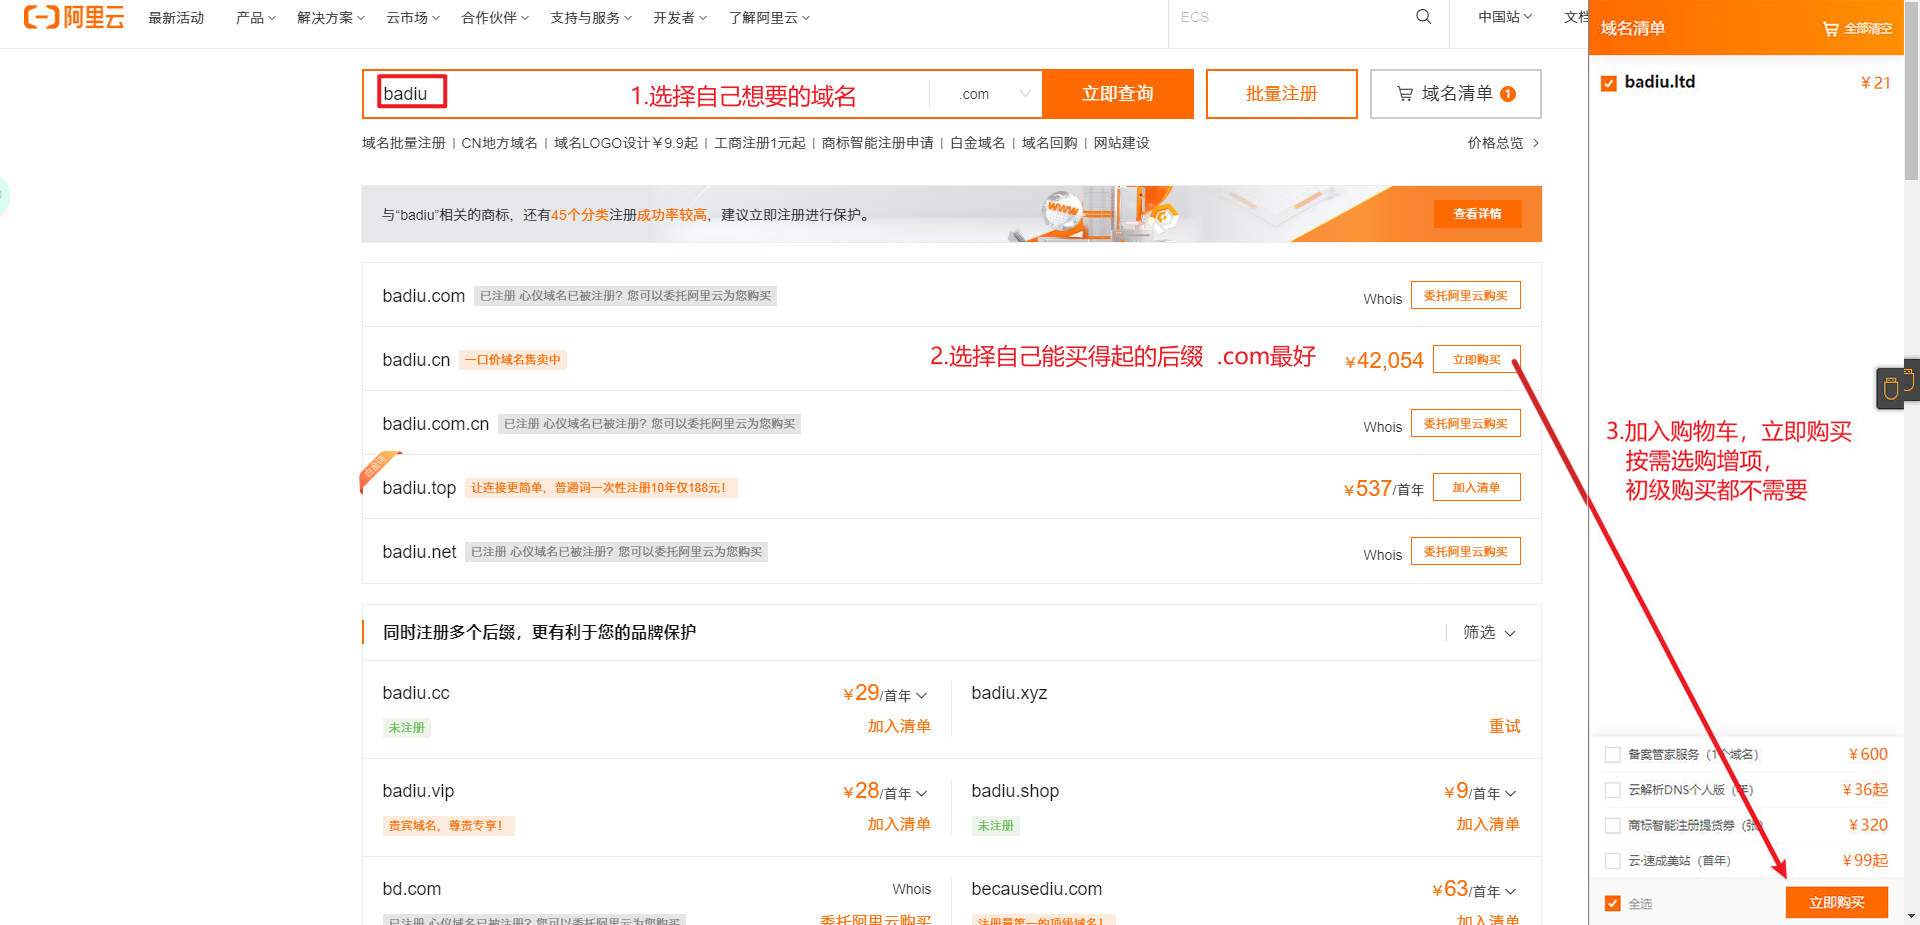 阿里云 最新活动 产品 解决方案 云市场 合作伙伴 支持与服务 开发者 了解阿里云 ECS 中国站 文档
域名清单 全部清空
badiu 1.选择自己想要的域名 .com 立即查询 批量注册 域名清单 1
badiu.ltd ¥21
域名批量注册 | CN地方域名 | 域名LOGO设计¥9.9起 | 工商注册1元起 | 商标智能注册申请 | 白金域名 | 域名回购 | 网站建设 价格总览
与“badiu”相关的商标，还有45个分类注册成功率较高，建议立即注册进行保护。 www 查看详情
badiu.com 已注册 心仪域名已被注册？您可以委托阿里云为您购买 Whois 委托阿里云购买
badiu.cn 一口价域名售卖中 2.选择自己能买得起的后缀 .com最好 ¥42,054 立即购买
badiu.com.cn 已注册 心仪域名已被注册？您可以委托阿里云为您购买 Whois 委托阿里云购买
3.加入购物车，立即购买
按需选购增项，
初级购买都不需要
badiu.top 让连接更简单，普通词一次性注册10年仅188元！ ¥537/首年 加入清单
badiu.net 已注册 心仪域名已被注册？您可以委托阿里云为您购买 Whois 委托阿里云购买
同时注册多个后缀，更有利于您的品牌保护 筛选
badiu.cc ¥29/首年 badiu.xyz
未注册 加入清单 重试
badiu.vip ¥28/首年 badiu.shop ¥9/首年
贵宾域名，尊贵专享！ 加入清单 未注册 加入清单
bd.com Whois becausediu.com ¥63/首年
已注册 心仪域名已被注册？您可以委托阿里云为您购买 委托阿里云购买 注册量第一的顶级域名！ 加入清单
备案管家服务（1个域名） ¥600
云解析DNS个人版（年） ¥36起
商标智能注册提货券（张） ¥320
云·速成美站（首年） ¥99起
全选 立即购买